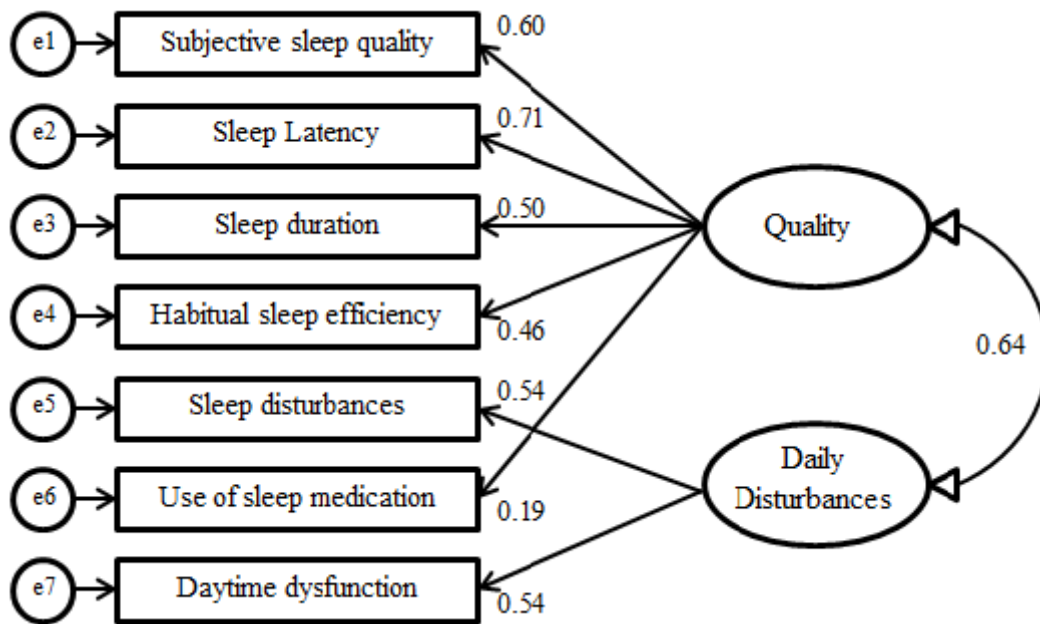 e1
Subjective sleep quality
0.60
e2
Sleep Latency
0.71
e3
Sleep duration
0.50
Quality
e4
Habitual sleep efficiency
0.46
0.64
e5
Sleep disturbances
0.54
Daily
Disturbances
e6
Use of sleep medication
0.19
e7
Daytime dysfunction
0.54